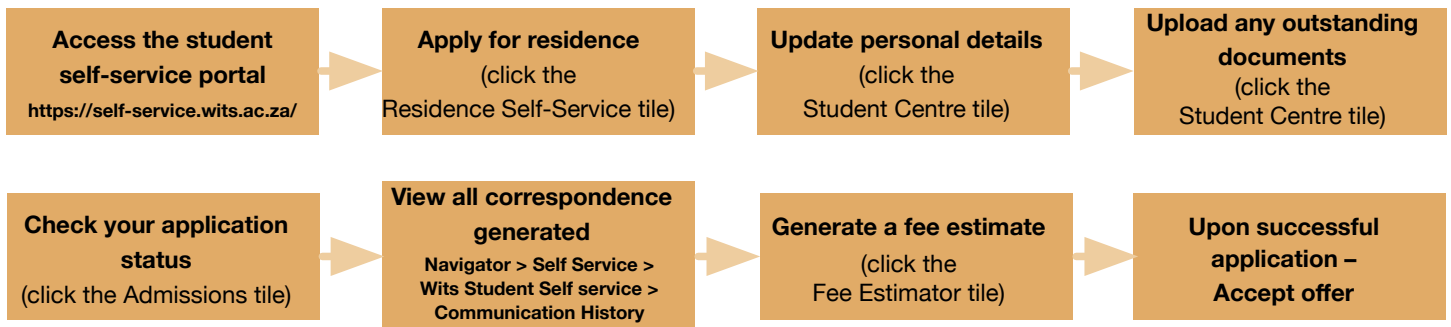 Access the student
self-service portal
https://self-service.wits.ac.za/
Apply for residence
(click the
Residence Self-Service tile)
Update personal details
(click the
Student Centre tile)
Upload any outstanding
documents
(click the
Student Centre tile)
Check your application
status
(click the Admissions tile)
View all correspondence
generated
Navigator > Self Service >
Wits Student Self service >
Communication History
Generate a fee estimate
(click the
Fee Estimator tile)
Upon successful
application –
Accept offer